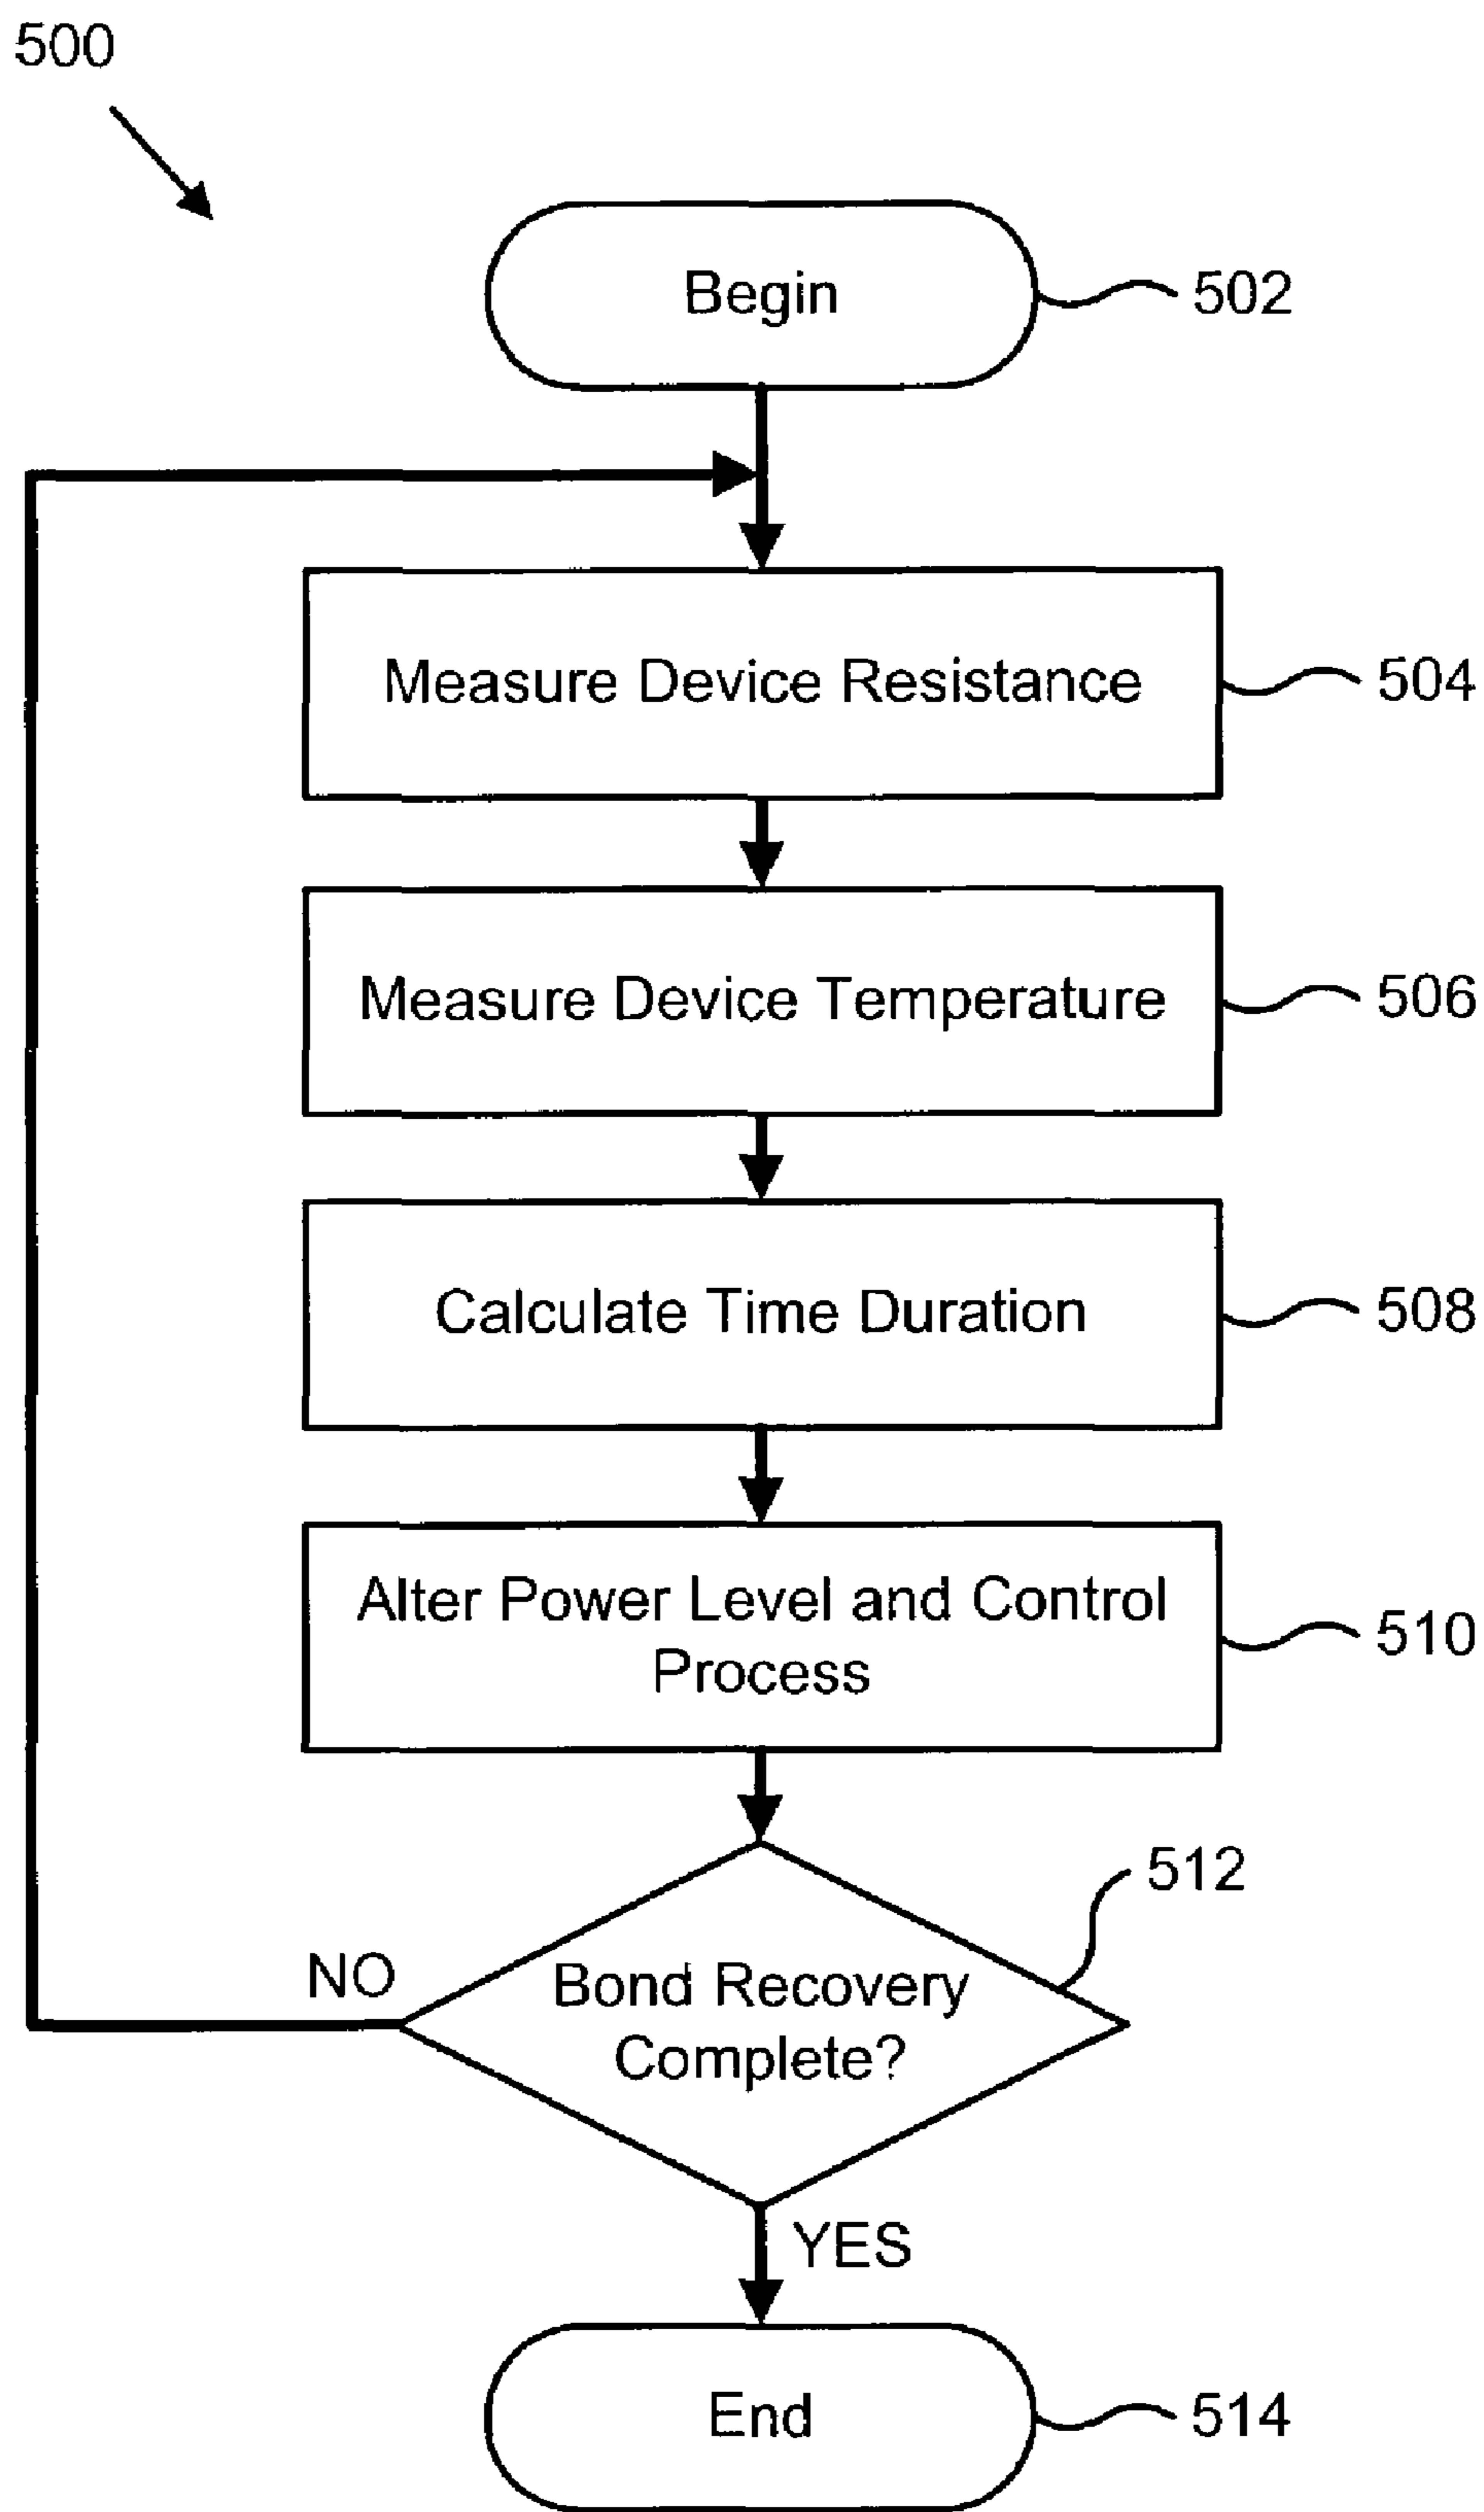 500
Begin
502
Measure Device Resistance
504
Measure Device Temperature
506
Calculate Time Duration
508
Alter Power Level and Control
Process
510
512
NO
Bond Recovery
Complete?
YES
End
514